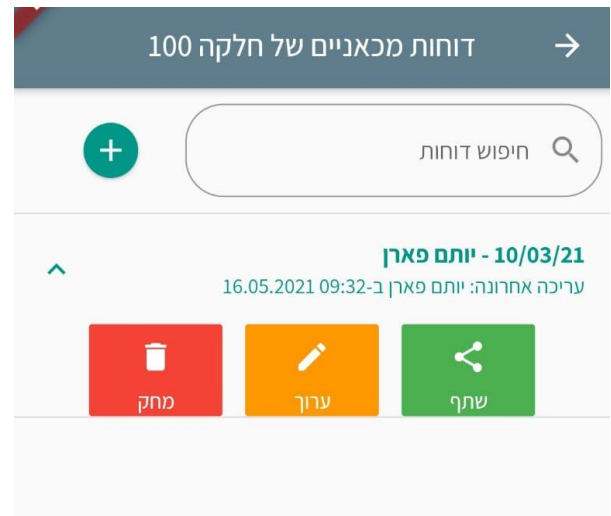 דוחות מכאניים של חלקה 100
חיפוש דוחות
10/03/21 - יותם פארן
עריכה אחרונה: יותם פארן ב-16.05.2021 09:32
שתף
ערוך
מחק